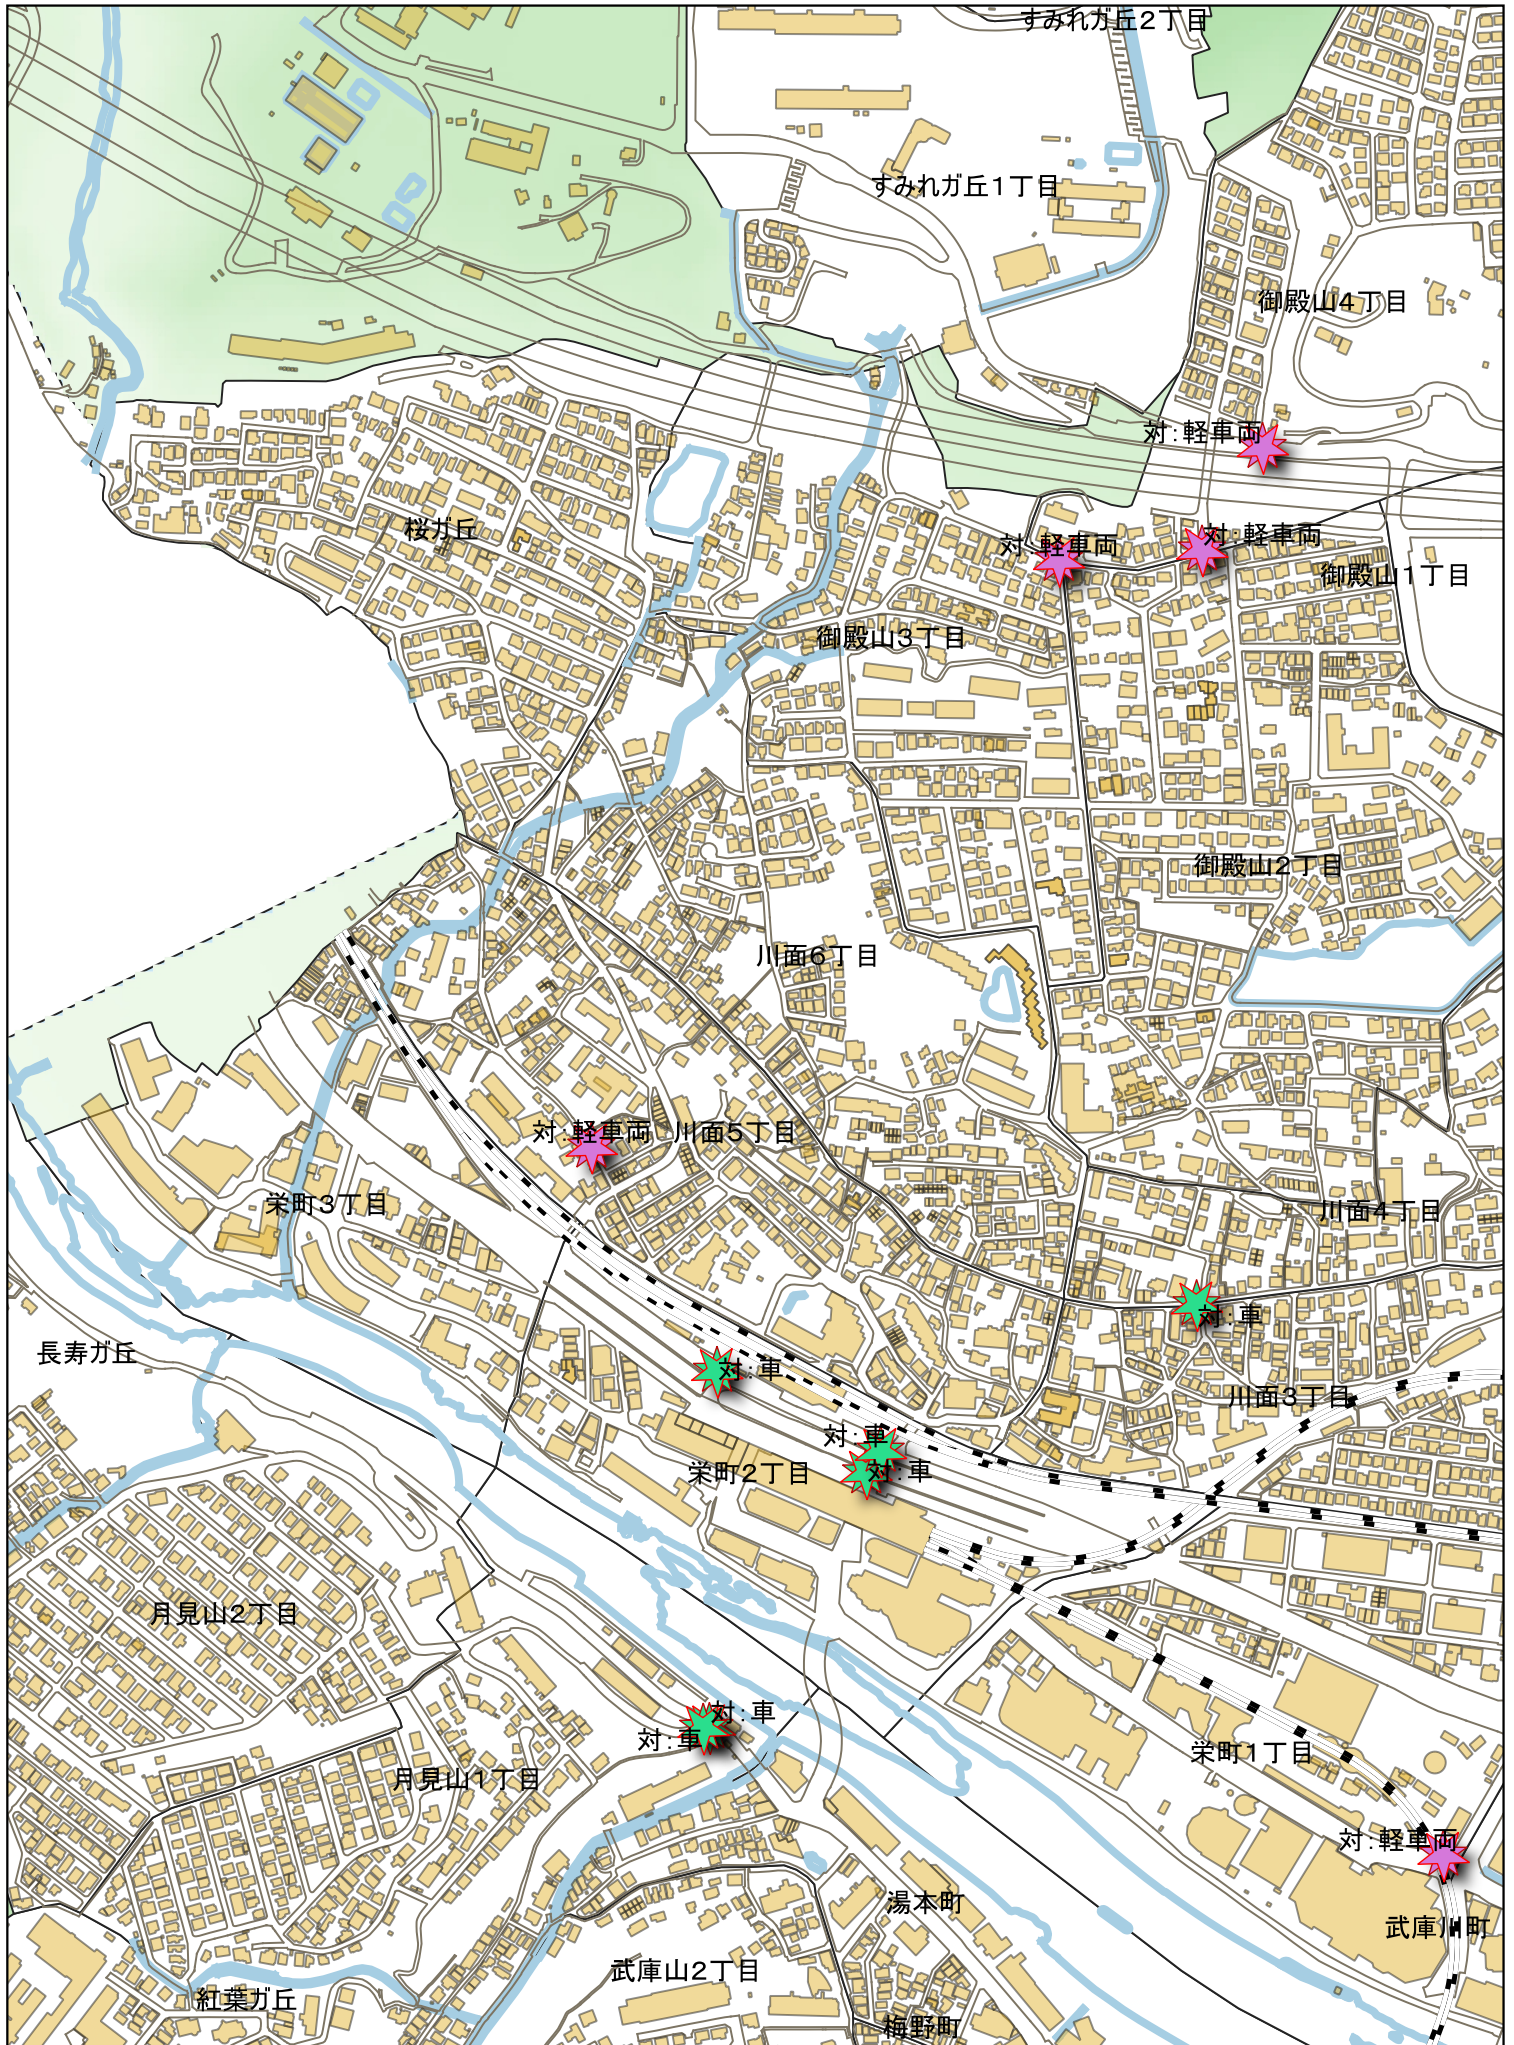 すみれガ丘2丁目
すみれガ丘1丁目
御殿山4丁目
対:軽車両
桜ガ丘
対:軽車両
対:軽車両
御殿山1丁目
御殿山3丁目
御殿山2丁目
川面6丁目
対:軽車両
川面5丁目
栄町3丁目
川面4丁目
対:車
長寿ガ丘
対:車
川面3丁目
対:車
栄町2丁目
対:車
月見山2丁目
対:車
対:車
栄町1丁目
月見山1丁目
対:軽車両
湯本町
武庫川町
武庫山2丁目
紅葉ガ丘
梅野町